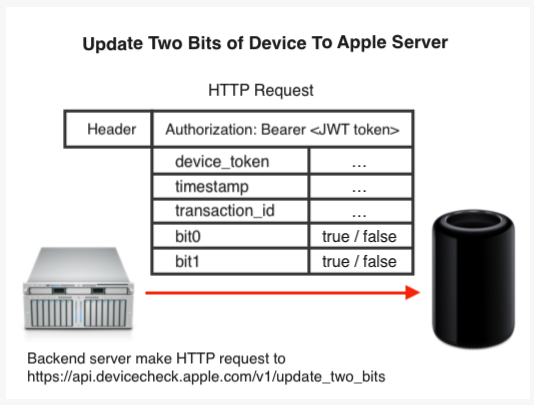 Update Two Bits of Device To Apple Server
HTTP Request
Header Authorization: Bearer <JWT token>
device_token ...
timestamp ...
transaction_id ...
bit0 true / false
bit1 true / false
Backend server make HTTP request to
https://api.devicecheck.apple.com/v1/update_two_bits